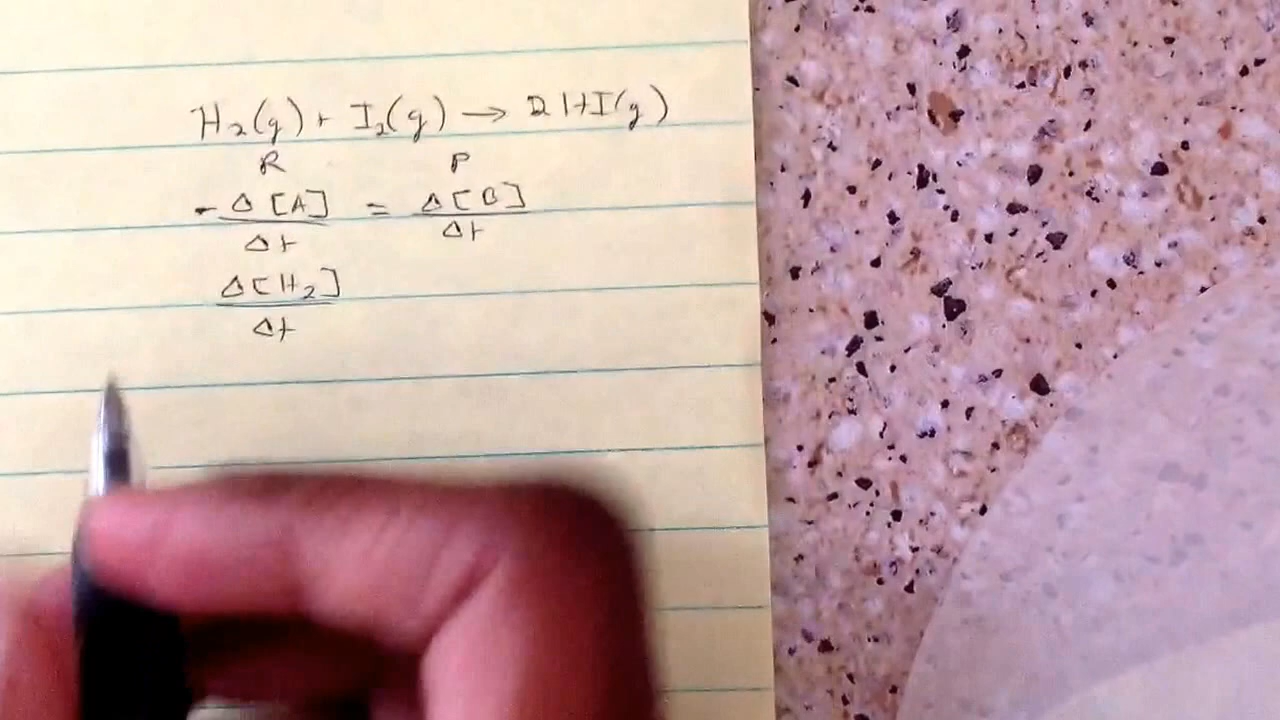 H₂(g) + I₂(g) → 2HI(g)
R P
- Δ[A] = Δ[B]
Δt Δt
Δ[H₂]
Δt